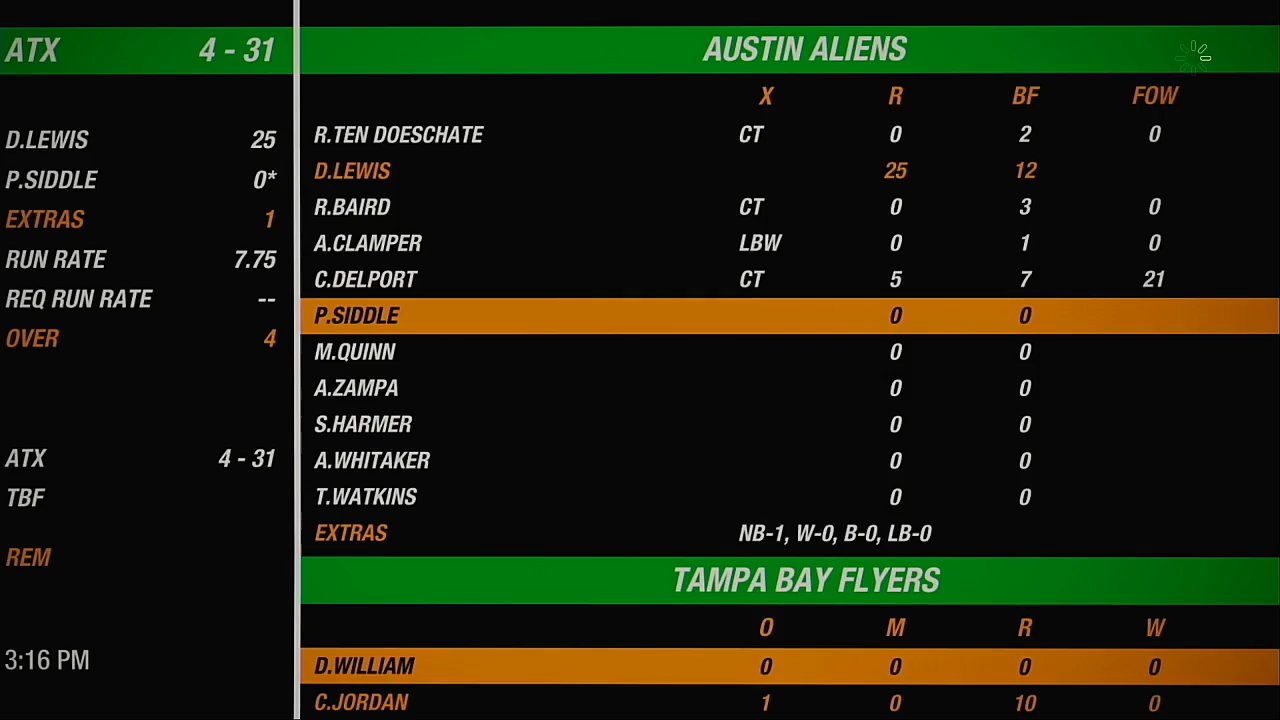 ATX 4 - 31
D.LEWIS 25
P.SIDDLE 0*
EXTRAS 1
RUN RATE 7.75
REQ RUN RATE --
OVER 4
ATX 4 - 31
TBF
REM
3:16 PM
AUSTIN ALIENS
X R BF FOW
R.TEN DOESCHATE CT 0 2 0
D.LEWIS 25 12
R.BAIRD CT 0 3 0
A.CLAMPER LBW 0 1 0
C.DELPORT CT 5 7 21
P.SIDDLE 0 0
M.QUINN 0 0
A.ZAMPA 0 0
S.HARMER 0 0
A.WHITAKER 0 0
T.WATKINS 0 0
EXTRAS NB-1, W-0, B-0, LB-0
TAMPA BAY FLYERS
O M R W
D.WILLIAM 0 0 0 0
C.JORDAN 1 0 10 0